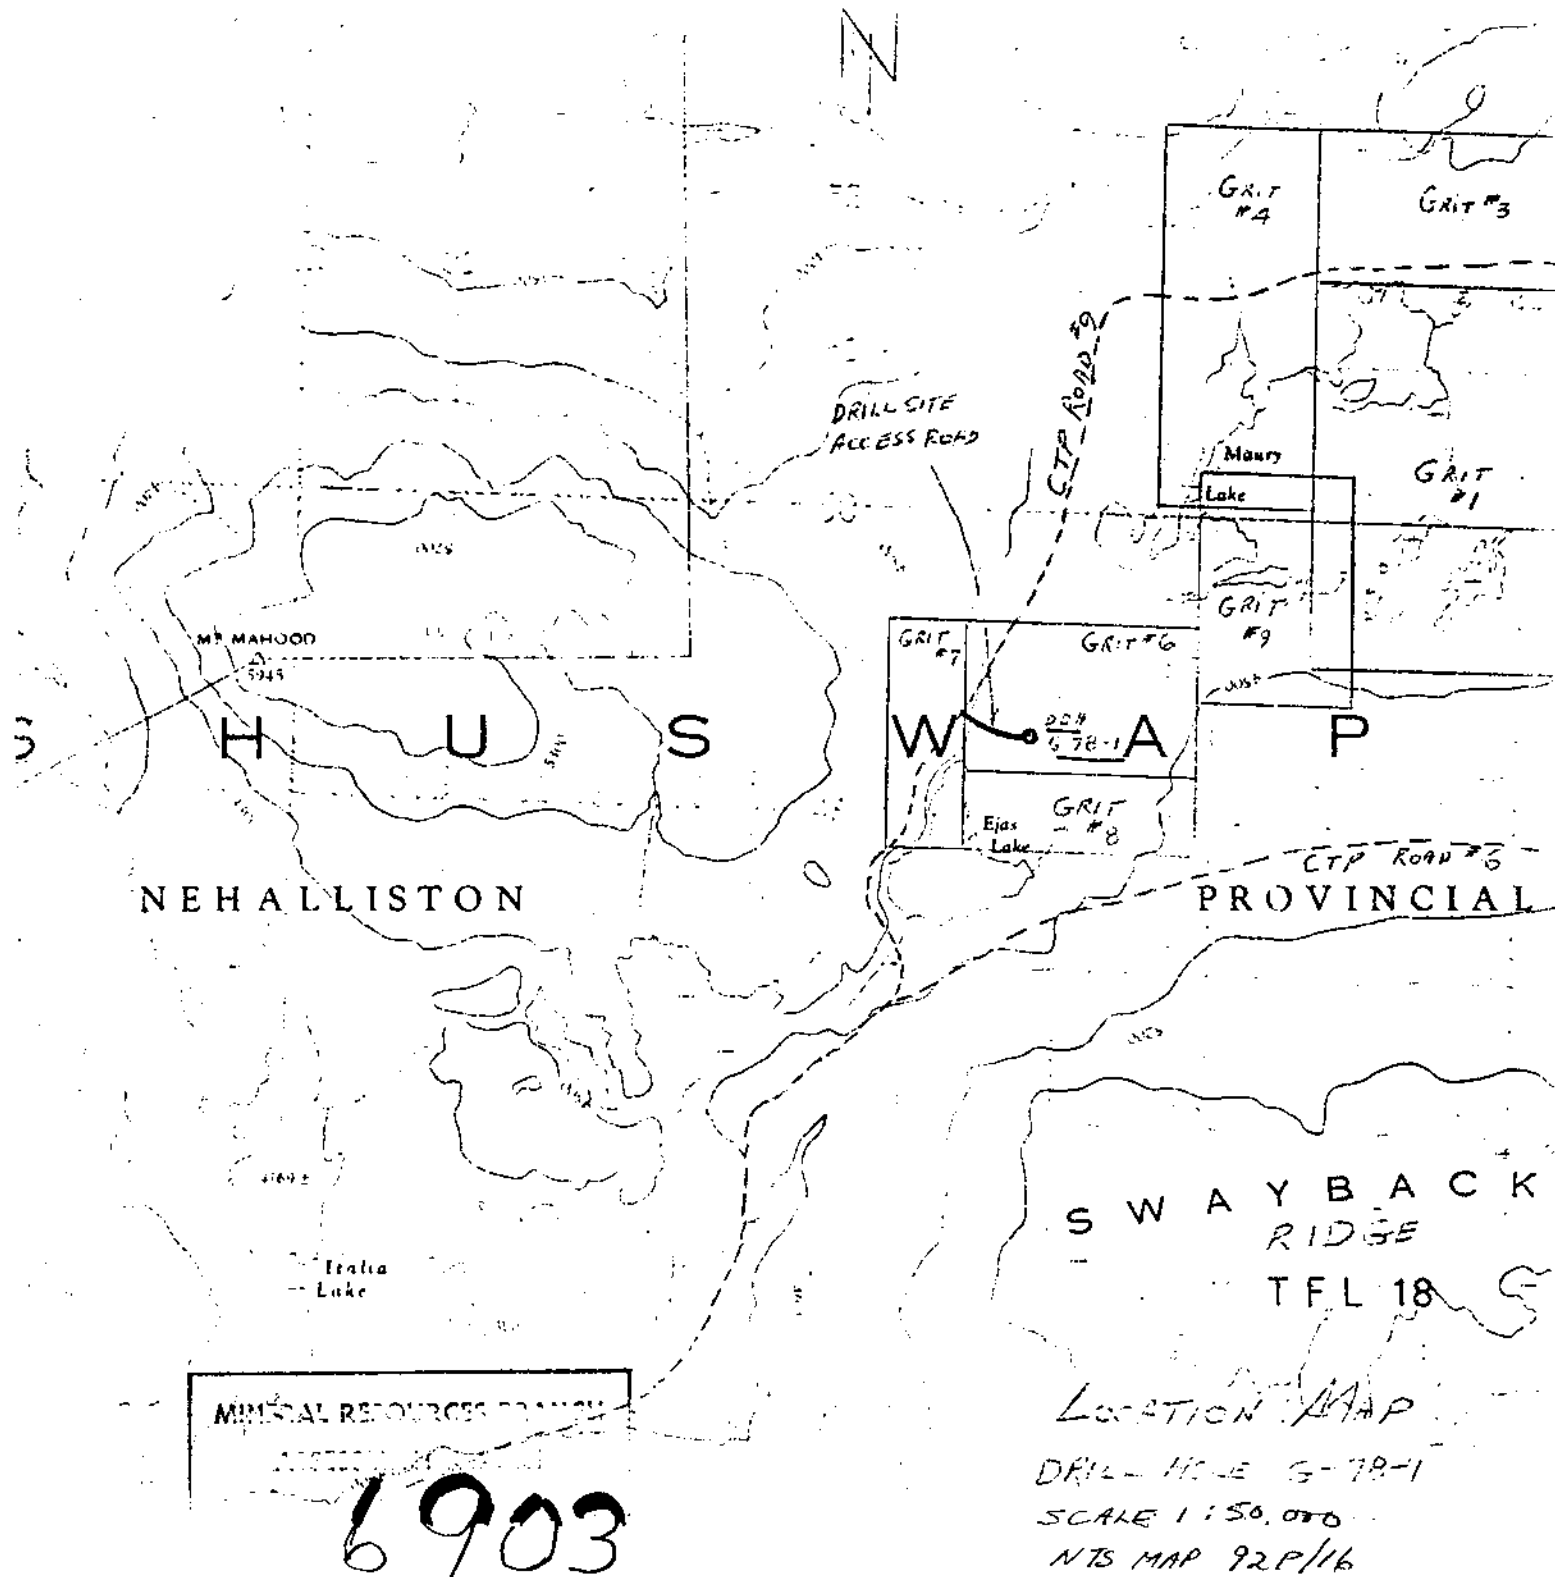 N
GRIT
#4
GRIT #3
CTP ROAD #9
DRILL SITE
ACCESS ROAD
Maury
Lake
GRIT
#1
GRIT
#9
GRIT
#7
GRIT #6
MT. MAHOOD
5945
S H U S W A P
DDH
G 78-1
GRIT
#8
Ejas
Lake
CTP ROAD #6
NEHALLISTON PROVINCIAL
SWAYBACK
RIDGE
TFL 18
Italia
Lake
MINERAL RESOURCES BRANCH
6903
LOCATION MAP
DRILL HOLE G-78-1
SCALE 1:50,000
NTS MAP 92P/16